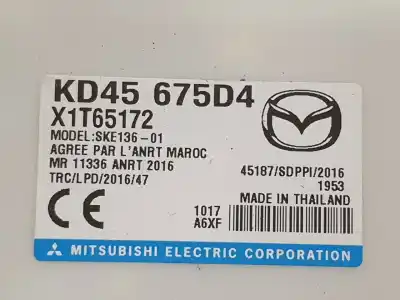 KD45 675D4
X1T65172
MODEL:SKE136-01
AGREE PAR L'ANRT MAROC
MR 11336 ANRT 2016
TRC/LPD/2016/47
45187/SDPPI/2016
1953
MADE IN THAILAND
CE
1017
A6XF
MITSUBISHI ELECTRIC CORPORATION